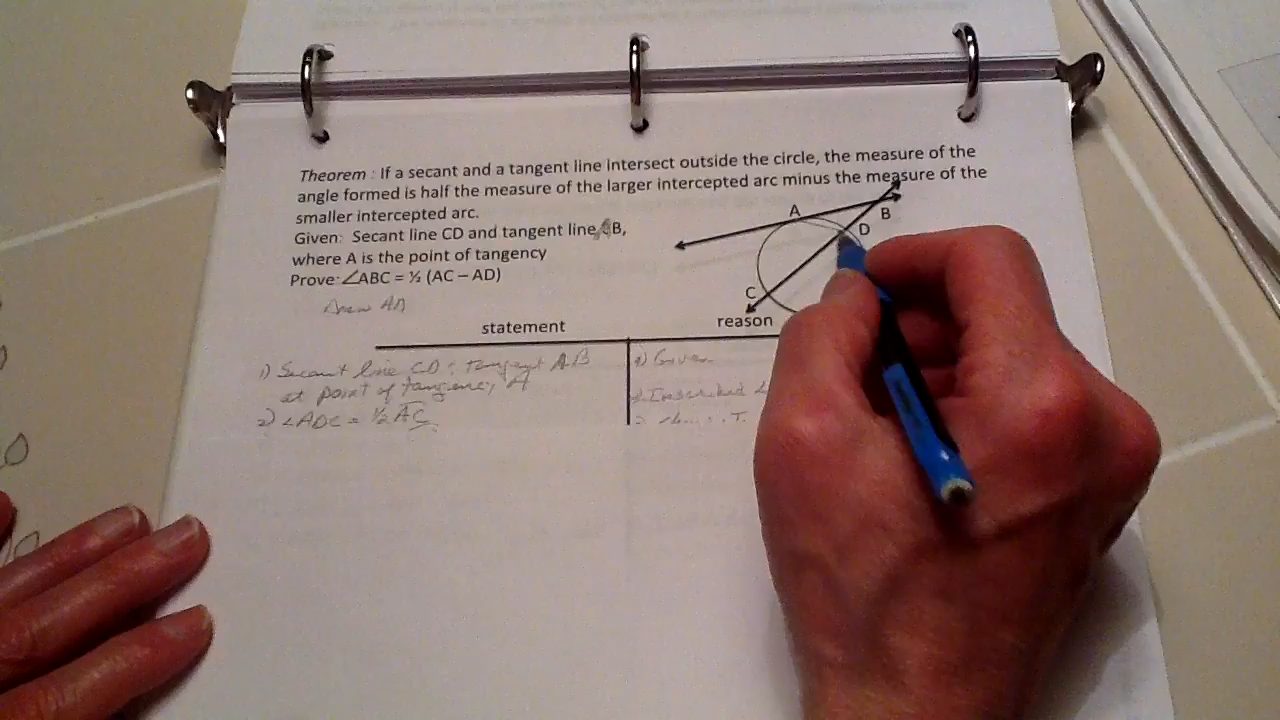 Theorem : If a secant and a tangent line intersect outside the circle, the measure of the
angle formed is half the measure of the larger intercepted arc minus the measure of the
smaller intercepted arc.
Given: Secant line CD and tangent line AB,
where A is the point of tangency
Prove: ∠ABC = ½ (AC – AD)
A
B
D
C
Draw AD
statement
reason
1) Secant line CD ; tangent AB
at point of tangency A
2) ∠ADC = ½ AC
1) Given
Inscribed ∠